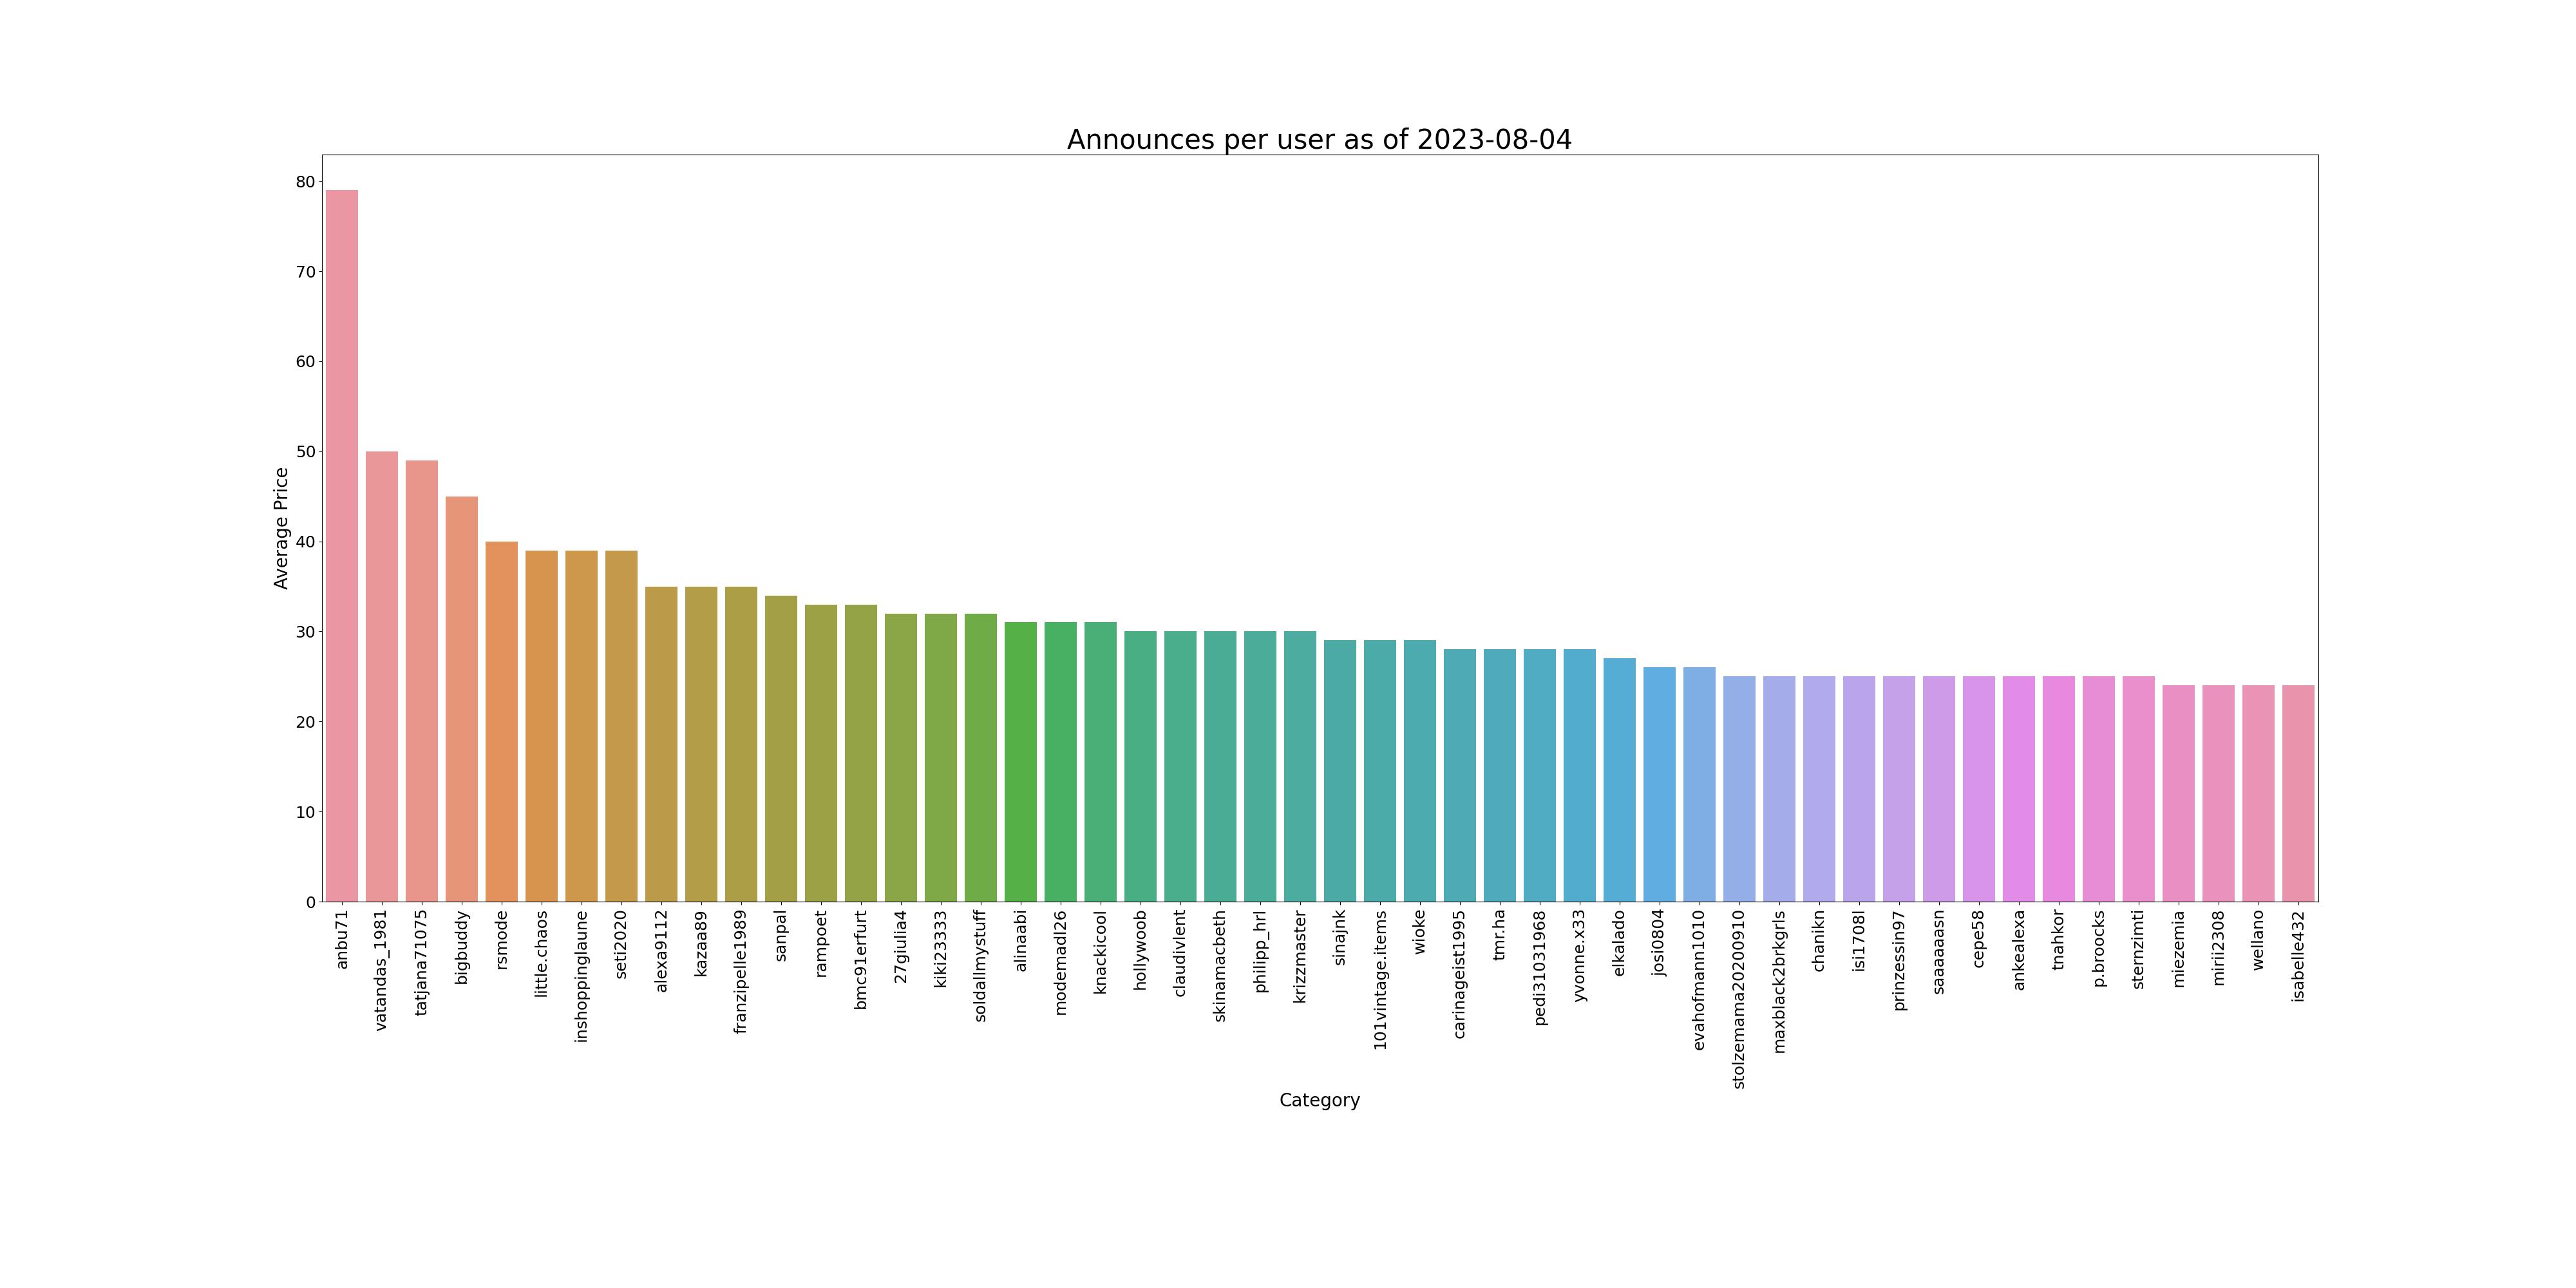 Announces per user as of 2023-08-04
Average Price
80
70
60
50
40
30
20
10
0
anbu71
vatandas_1981
tatjana71075
bigbuddy
rsmode
little.chaos
inshoppinglaune
seti2020
alexa9112
kazaa89
franzipelle1989
sanpal
rampoet
bmc91erfurt
27giulia4
kiki23333
soldallmystuff
alinaabi
modemadl26
knackicool
hollywoob
claudivlent
skinamacbeth
philipp_hrl
krizzmaster
sinajnk
101vintage.items
wioke
carinageist1995
tmr.ha
pedi31031968
yvonne.x33
elkalado
josi0804
evahofmann1010
stolzemama20200910
maxblack2brkgrls
chanikn
isi1708l
prinzessin97
saaaaaasn
cepe58
ankealexa
tnahkor
p.broocks
sternzimti
miezemia
mirii2308
wellano
isabelle432
Category